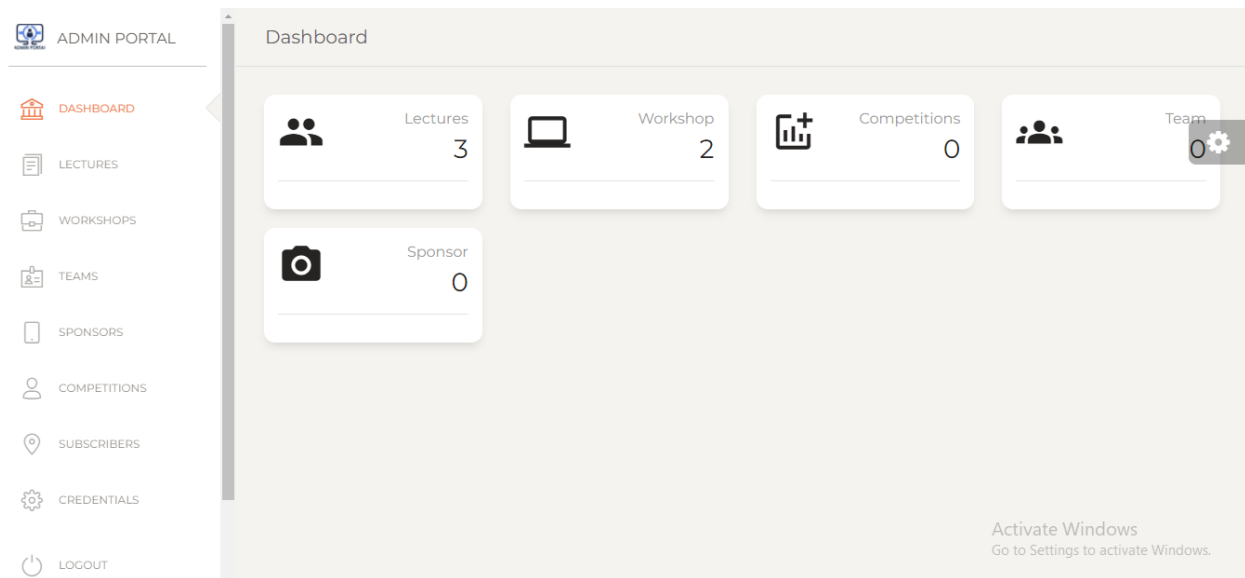 ADMIN PORTAL
DASHBOARD
LECTURES
WORKSHOPS
TEAMS
SPONSORS
COMPETITIONS
SUBSCRIBERS
CREDENTIALS
LOGOUT
Dashboard
Lectures
3
Workshop
2
Competitions
0
Team
0
Sponsor
0
Activate Windows
Go to Settings to activate Windows.